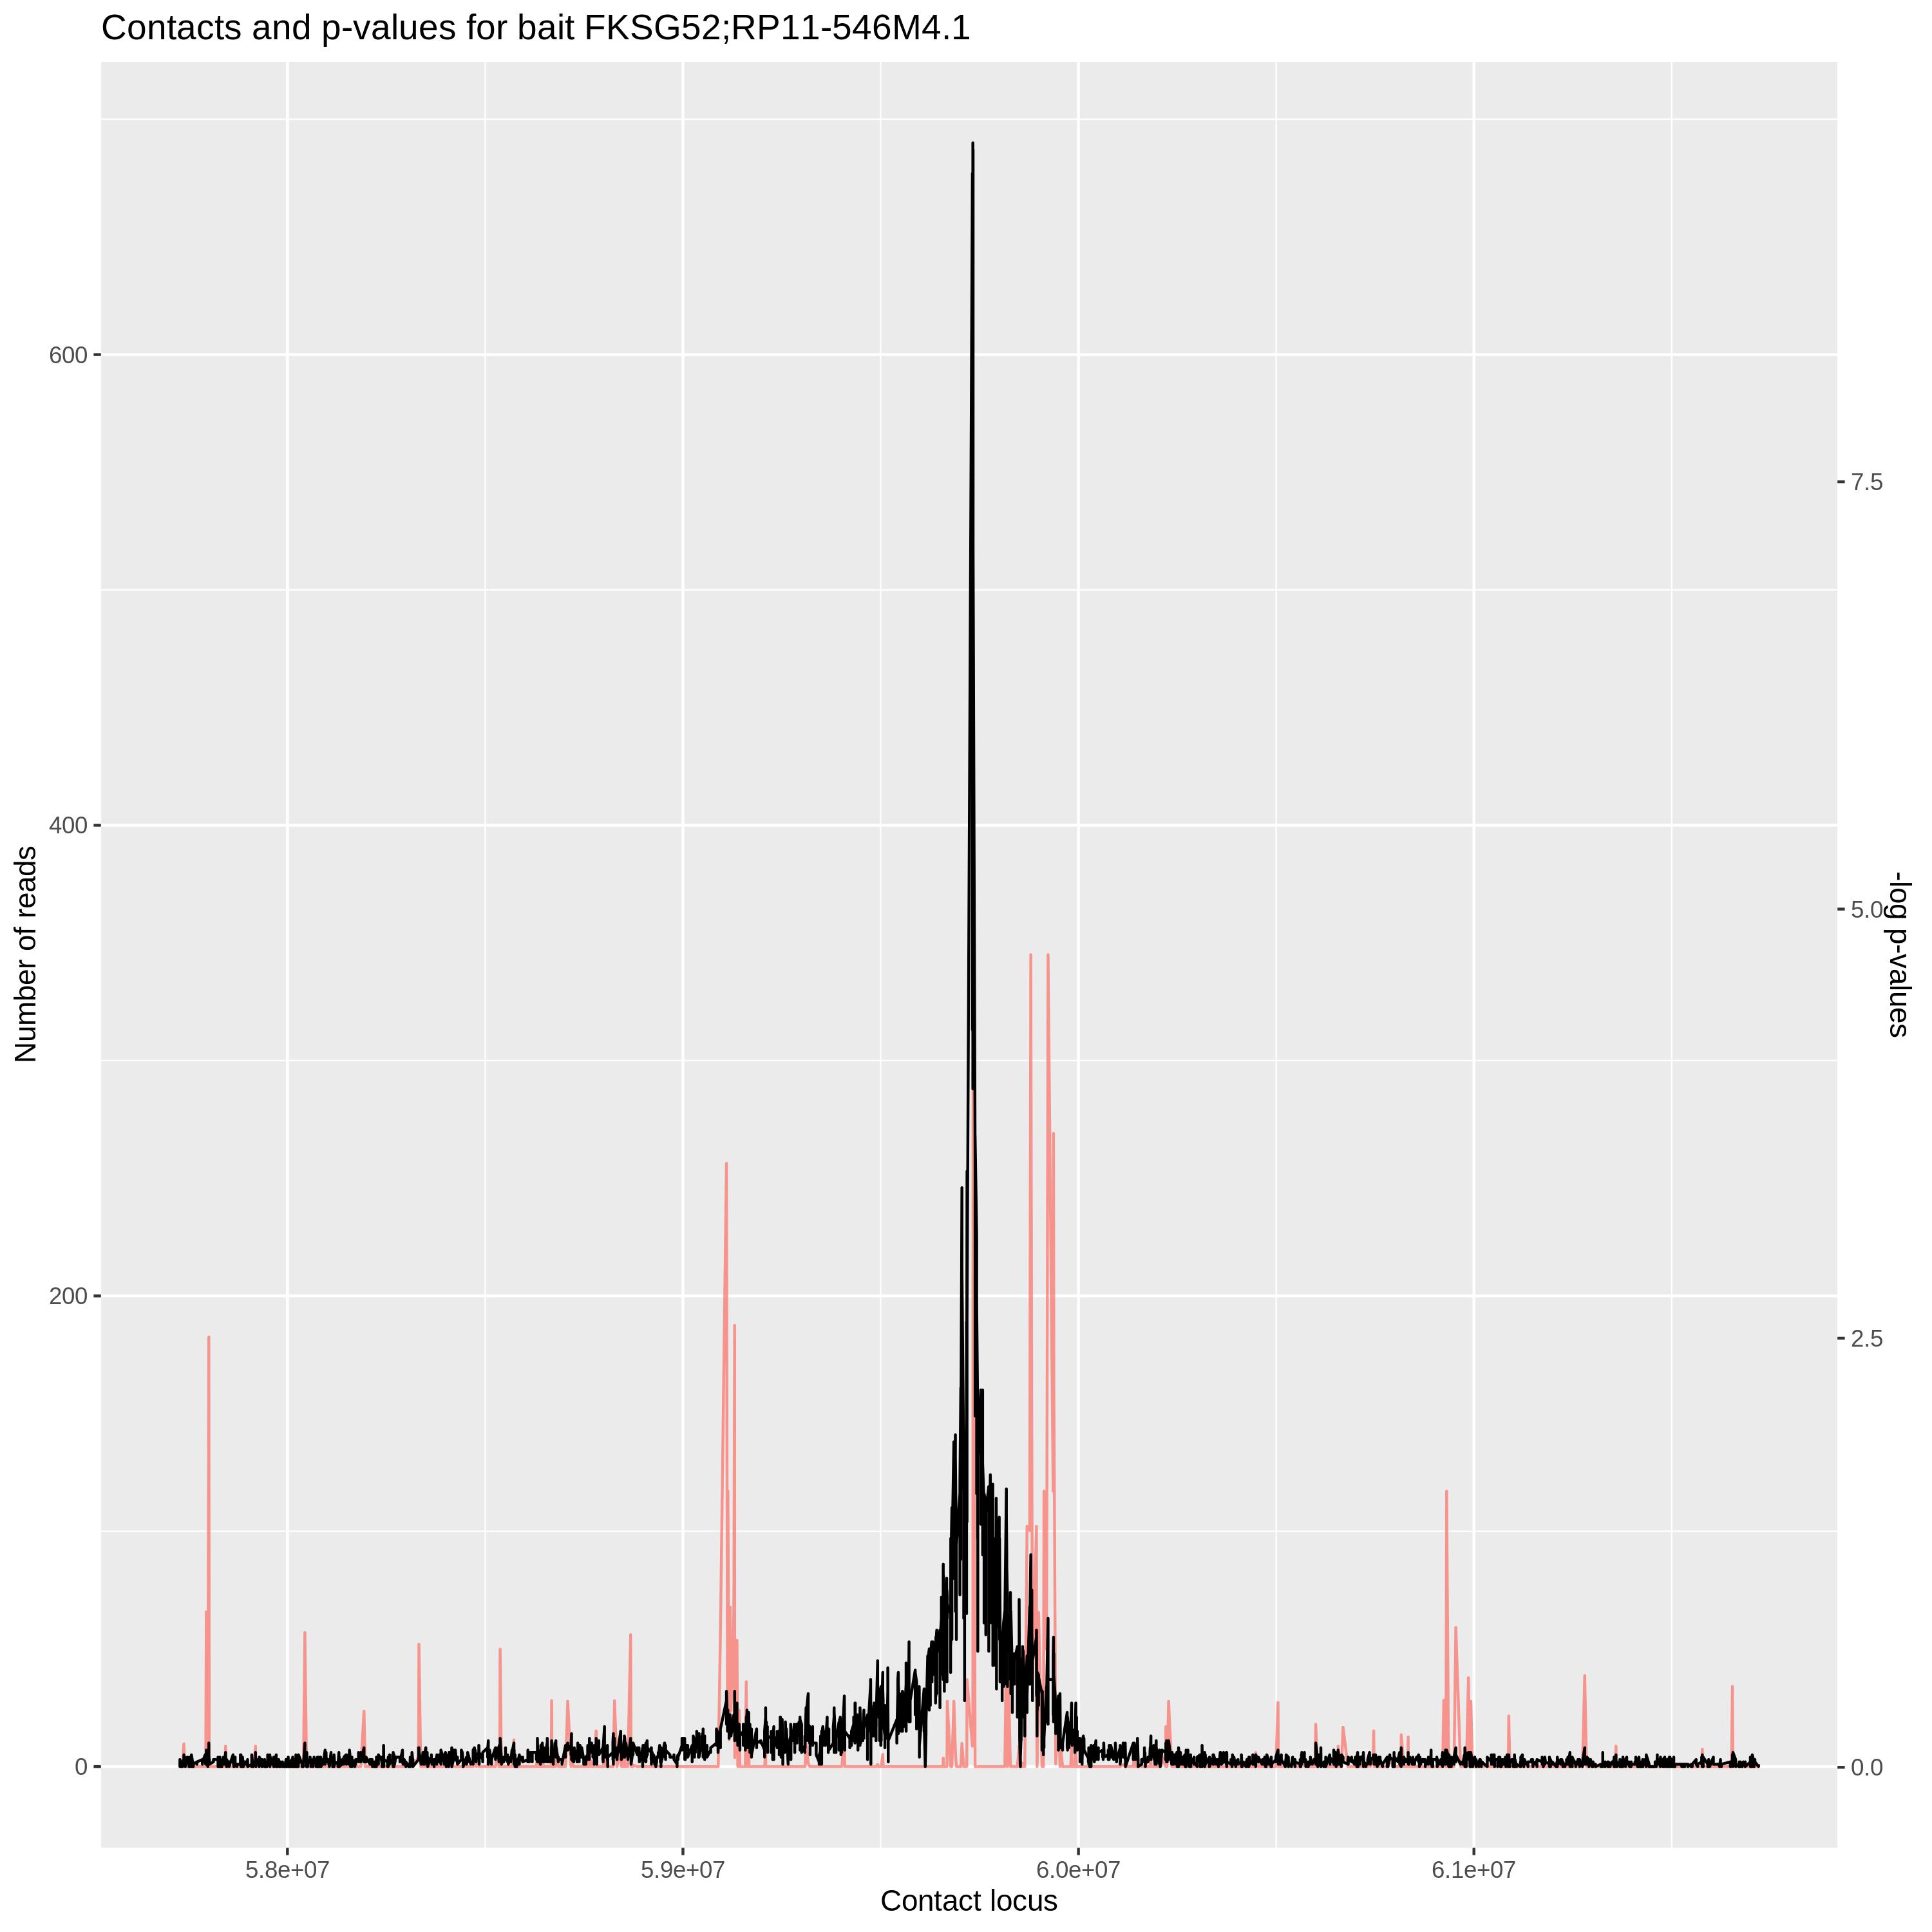 Contacts and p-values for bait FKSG52;RP11-546M4.1
Number of reads
600
400
200
0
7.5
5.0
2.5
0.0
-log p-values
5.8e+07 5.9e+07 6.0e+07 6.1e+07
Contact locus